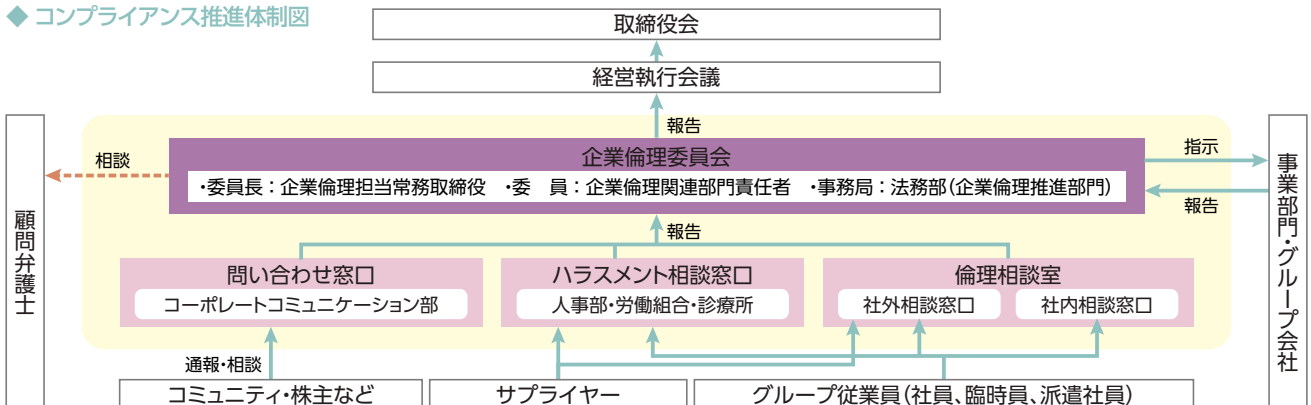 ◆ コンプライアンス推進体制図
取締役会
経営執行会議
報告
相談
企業倫理委員会
・委員長：企業倫理担当常務取締役　・委　員：企業倫理関連部門責任者　・事務局：法務部（企業倫理推進部門）
指示
報告
顧問弁護士
事業部門・グループ会社
報告
問い合わせ窓口
コーポレートコミュニケーション部
ハラスメント相談窓口
人事部・労働組合・診療所
倫理相談室
社外相談窓口
社内相談窓口
通報・相談
コミュニティ・株主など
サプライヤー
グループ従業員（社員、臨時員、派遣社員）